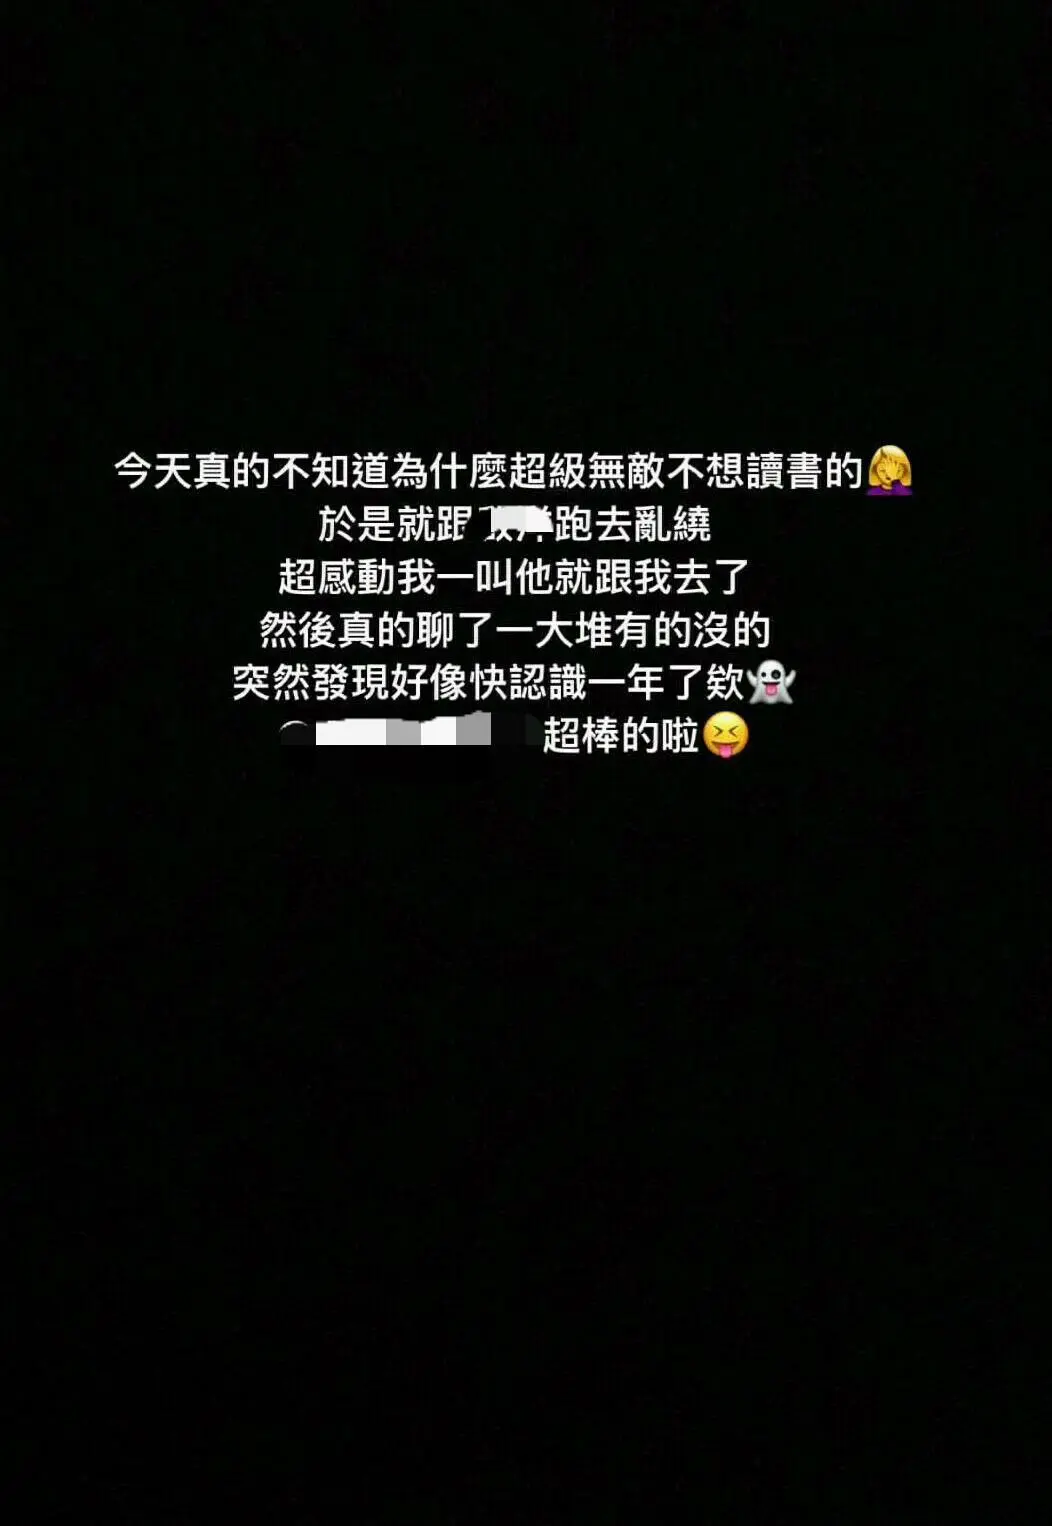 今天真的不知道為什麼超級無敵不想讀書的🤦‍♀️
於是就跟跑去亂繞
超感動我一叫他就跟我去了
然後真的聊了一大堆有的沒的
突然發現好像快認識一年了欸👻
超棒的啦😝